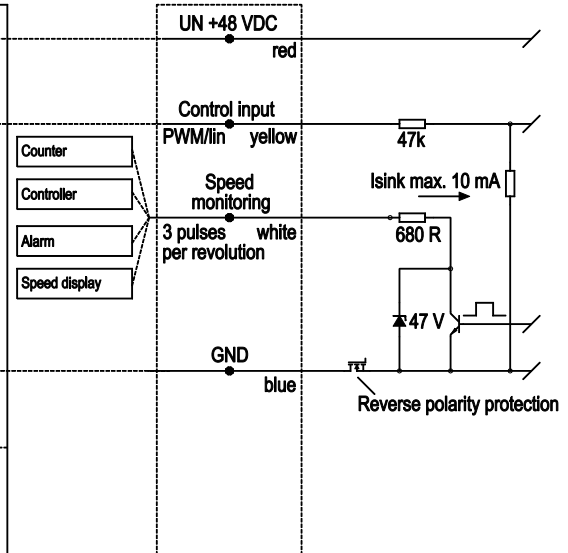 UN +48 VDC
red
Control input
PWM/lin yellow
47k
Counter
Controller
Alarm
Speed display
Speed
monitoring
3 pulses white
per revolution
Isink max. 10 mA
680 R
47 V
GND
blue
Reverse polarity protection